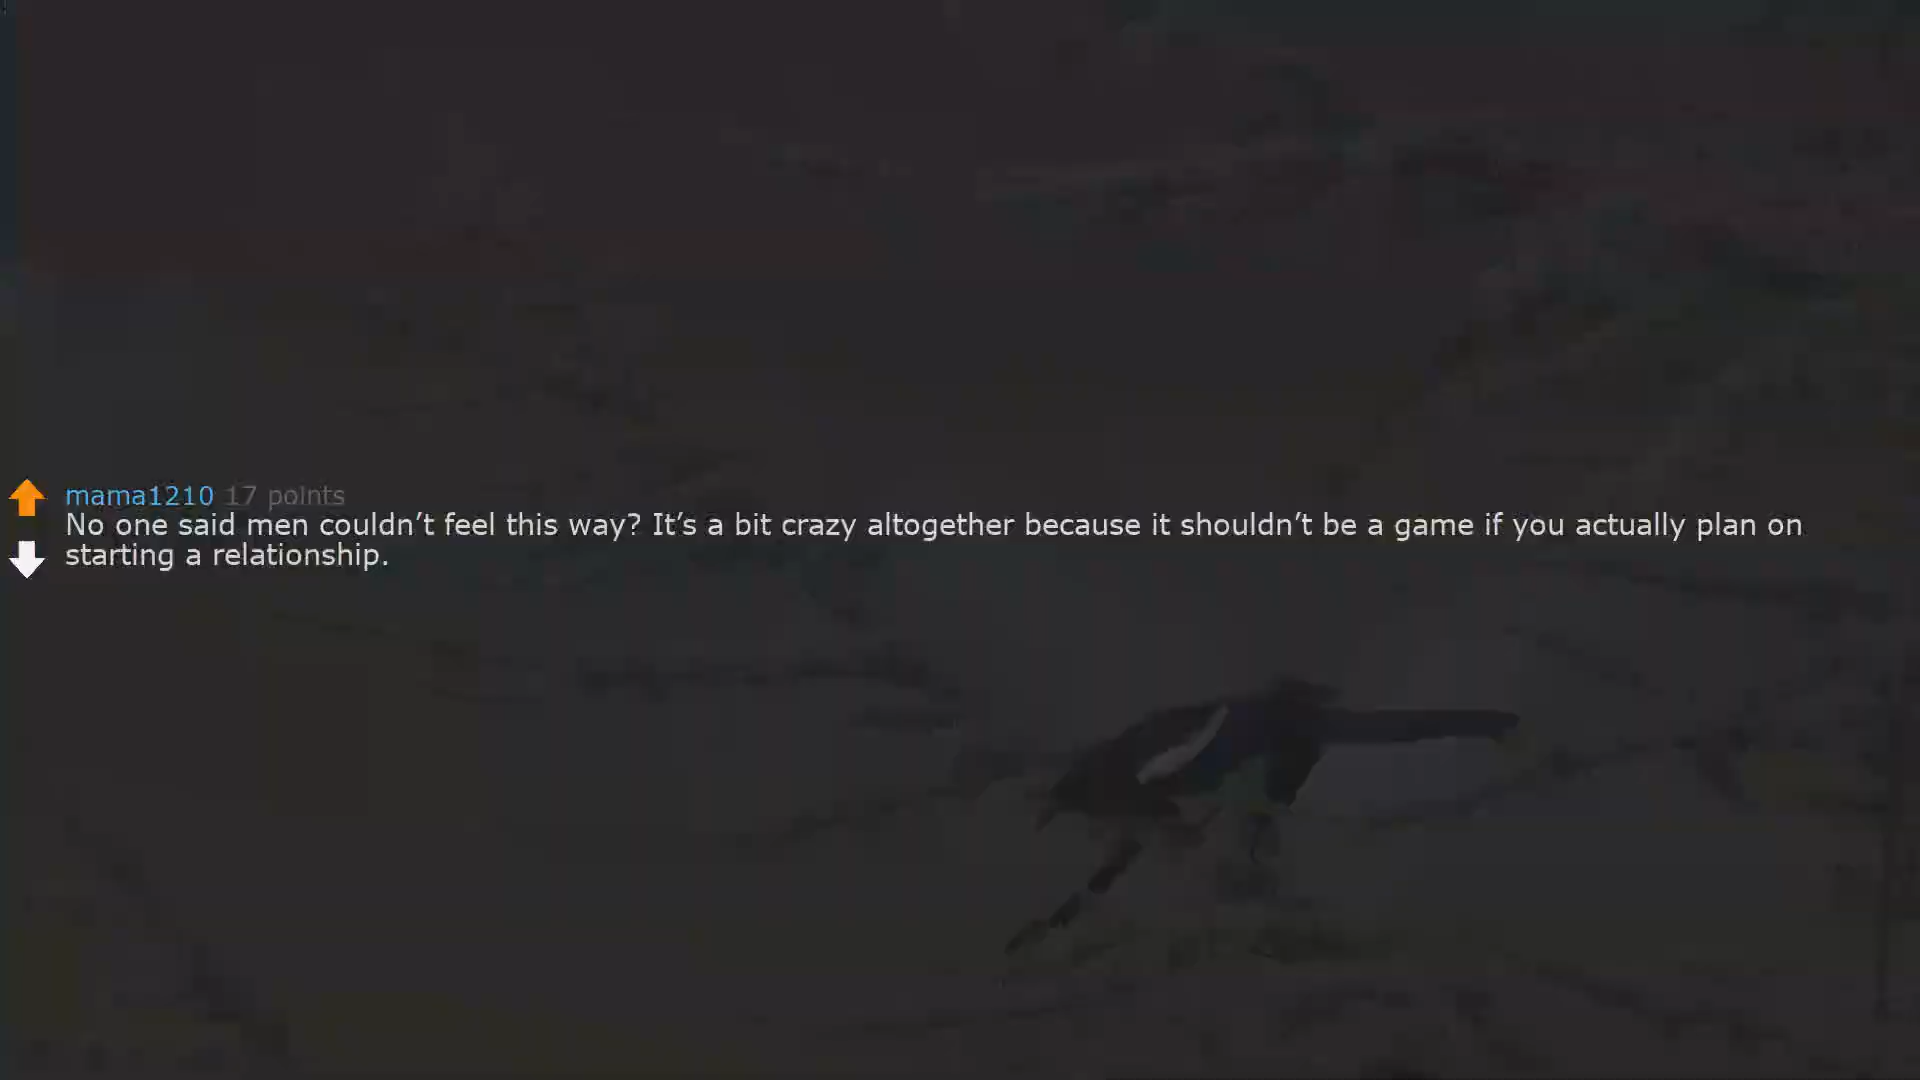 mama1210 17 points
No one said men couldn’t feel this way? It’s a bit crazy altogether because it shouldn’t be a game if you actually plan on
starting a relationship.